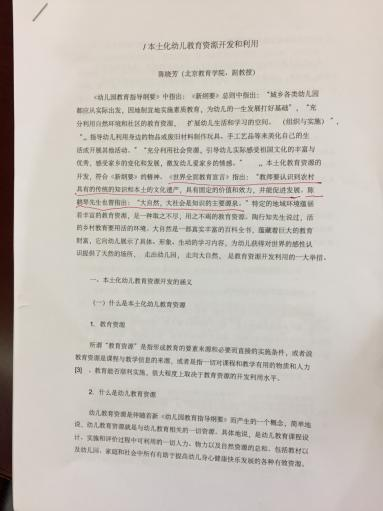 /本土化幼儿教育资源开发和利用
陈晓芳（北京教育学院，副教授）
《幼儿园教育指导纲要》中指出：《新纲要》总则中指出：“城乡各类幼儿园
都应从实际出发，因地制宜地实施素质教育，为幼儿的一生发展打好基础”，“充
分利用自然环境和社区的教育资源，扩展幼儿生活和学习的空间。（组织与实施）”，
“。指导幼儿利用身边的物品或废旧材料制作玩具、手工艺品等来美化自己的生
活或开展其他活动。”“充分利用社会资源，引导幼儿实际感受祖国文化的丰富与
优秀，感受家乡的变化和发展，激发幼儿爱家乡的情感。” 。。本土化教育资源的
开发，符合《新纲要》的精神。《世界全民教育宣言》指出：“教师要认识到农村
具有的传统的知识和本土的文化遗产，具有固定的价值和效力，并能促进发展。陈
鹤琴先生也曾指出：“大自然，大社会是知识的主要源泉。”特定的地域环境蕴涵
着丰富的教育资源，是一种取之不尽，用之不竭的教育资源。陶行知先生说过，活
的乡村教育要用活的环境。大自然是一部真实丰富的百科全书，蕴藏着巨大的教育
财富，它向幼儿展示了具体、形象、生动的学习内容，为幼儿获得对世界的感性认
识提供了天然的场所，走出幼儿园，走向大自然，是教育资源开发利用的一大举措。
一、本土化幼儿教育资源开发的涵义
（一）什么是本土化幼儿教育资源
1．教育资源
所谓“教育资源”是指形成教育的要素来源和必要而直接的实施条件，或者说
教育资源是课程与教学信息的来源，或者是指一切对课程和教学有用的物质和人力
[3] 。教育能否顺利实施，很大程度上取决于教育资源的开发利用水平。
2．什么是幼儿教育资源
幼儿教育资源是伴随着新《幼儿园教育指导纲要》而产生的一个概念，简单地
说，幼儿教育资源就是与幼儿教育相关的一切资源。具体地说，是幼儿教育课程设
计、实施和评价过程中可利用的一切人力、物力以及自然资源的总和。包括教材以
及幼儿园、家庭和社会中所有有助于提高幼儿身心健康快乐发展的各种有效资源。